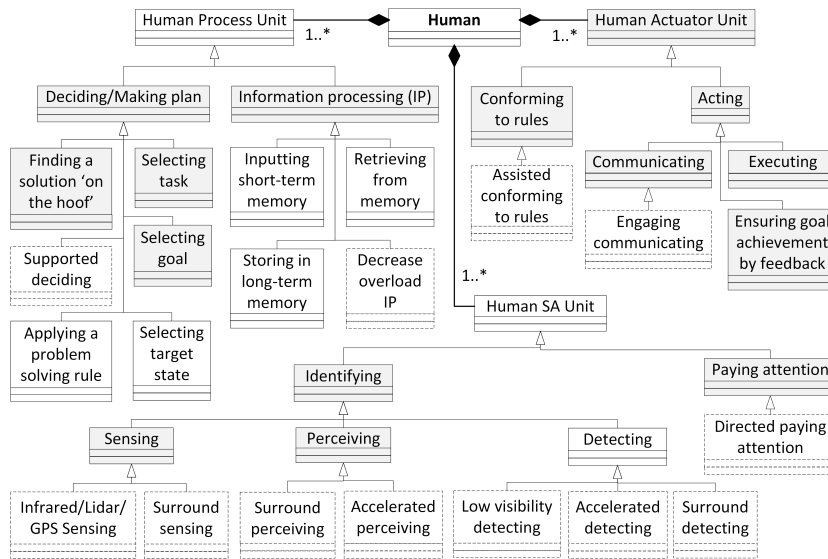 Human Process Unit
1..*
Human
1..*
Human Actuator Unit
Deciding/Making plan
Information processing (IP)
Conforming
to rules
Acting
Finding a
solution ‘on
the hoof’
Selecting
task
Inputting
short-term
memory
Retrieving
from
memory
Assisted
conforming
to rules
Communicating
Executing
Supported
deciding
Selecting
goal
Storing in
long-term
memory
Decrease
overload
IP
Engaging
communicating
Ensuring goal
achievement
by feedback
1..*
Human SA Unit
Applying a
problem
solving rule
Selecting
target
state
Identifying
Paying attention
Sensing
Perceiving
Detecting
Directed paying
attention
Infrared/Lidar/
GPS Sensing
Surround
sensing
Surround
perceiving
Accelerated
perceiving
Low visibility
detecting
Accelerated
detecting
Surround
detecting